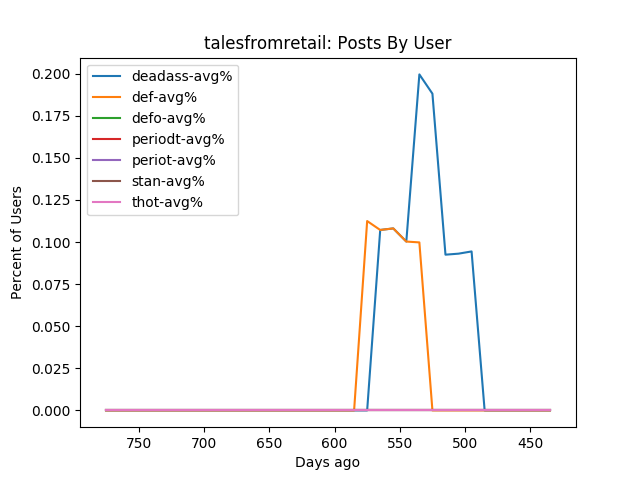 talesfromretail: Posts By User
deadass-avg%
def-avg%
defo-avg%
periodt-avg%
periot-avg%
stan-avg%
thot-avg%
Percent of Users
0.200
0.175
0.150
0.125
0.100
0.075
0.050
0.025
0.000
750 700 650 600 550 500 450
Days ago